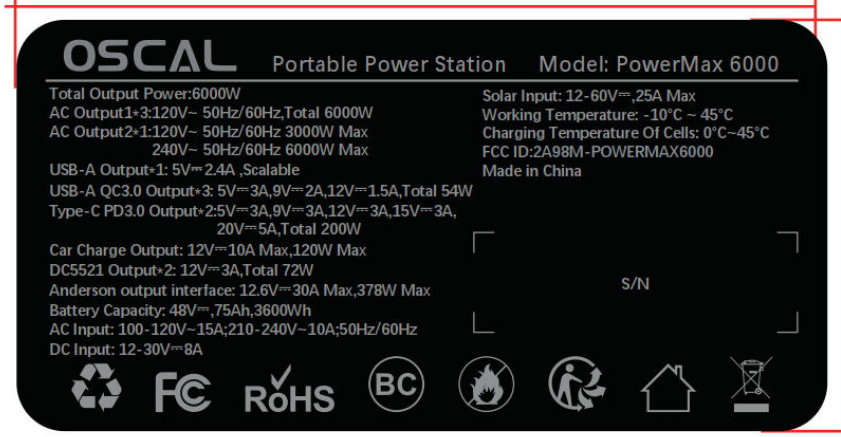 OSCAL Portable Power Station Model: PowerMax 6000
Total Output Power:6000W
AC Output1*3:120V~ 50Hz/60Hz,Total 6000W
AC Output2*1:120V~ 50Hz/60Hz 3000W Max
240V~ 50Hz/60Hz 6000W Max
USB-A Output*1: 5V⎓2.4A ,Scalable
USB-A QC3.0 Output*3: 5V⎓3A,9V⎓2A,12V⎓1.5A,Total 54W
Type-C PD3.0 Output*2:5V⎓3A,9V⎓3A,12V⎓3A,15V⎓3A,
20V⎓5A,Total 200W
Car Charge Output: 12V⎓10A Max,120W Max
DC5521 Output*2: 12V⎓3A,Total 72W
Anderson output interface: 12.6V⎓30A Max,378W Max
Battery Capacity: 48V⎓,75Ah,3600Wh
AC Input: 100-120V~15A;210-240V~10A;50Hz/60Hz
DC Input: 12-30V⎓8A
Solar Input: 12-60V⎓,25A Max
Working Temperature: -10°C ~ 45°C
Charging Temperature Of Cells: 0°C~45°C
FCC ID:2A98M-POWERMAX6000
Made in China
S/N
FC RoHS BC